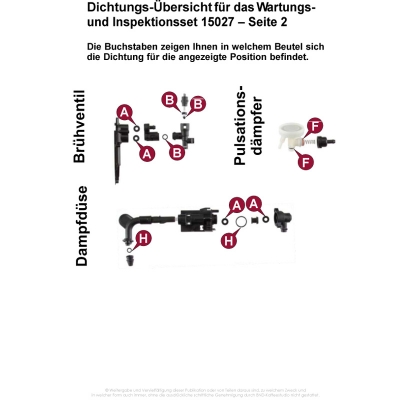 Dichtungs-Übersicht für das Wartungs-
und Inspektionsset 15027 – Seite 2
Die Buchstaben zeigen Ihnen in welchem Beutel sich
die Dichtung für die angezeigte Position befindet.
Brühventil
A
B
A
B
Pulsations-
dämpfer
F
F
Dampfdüse
A
A
H
H